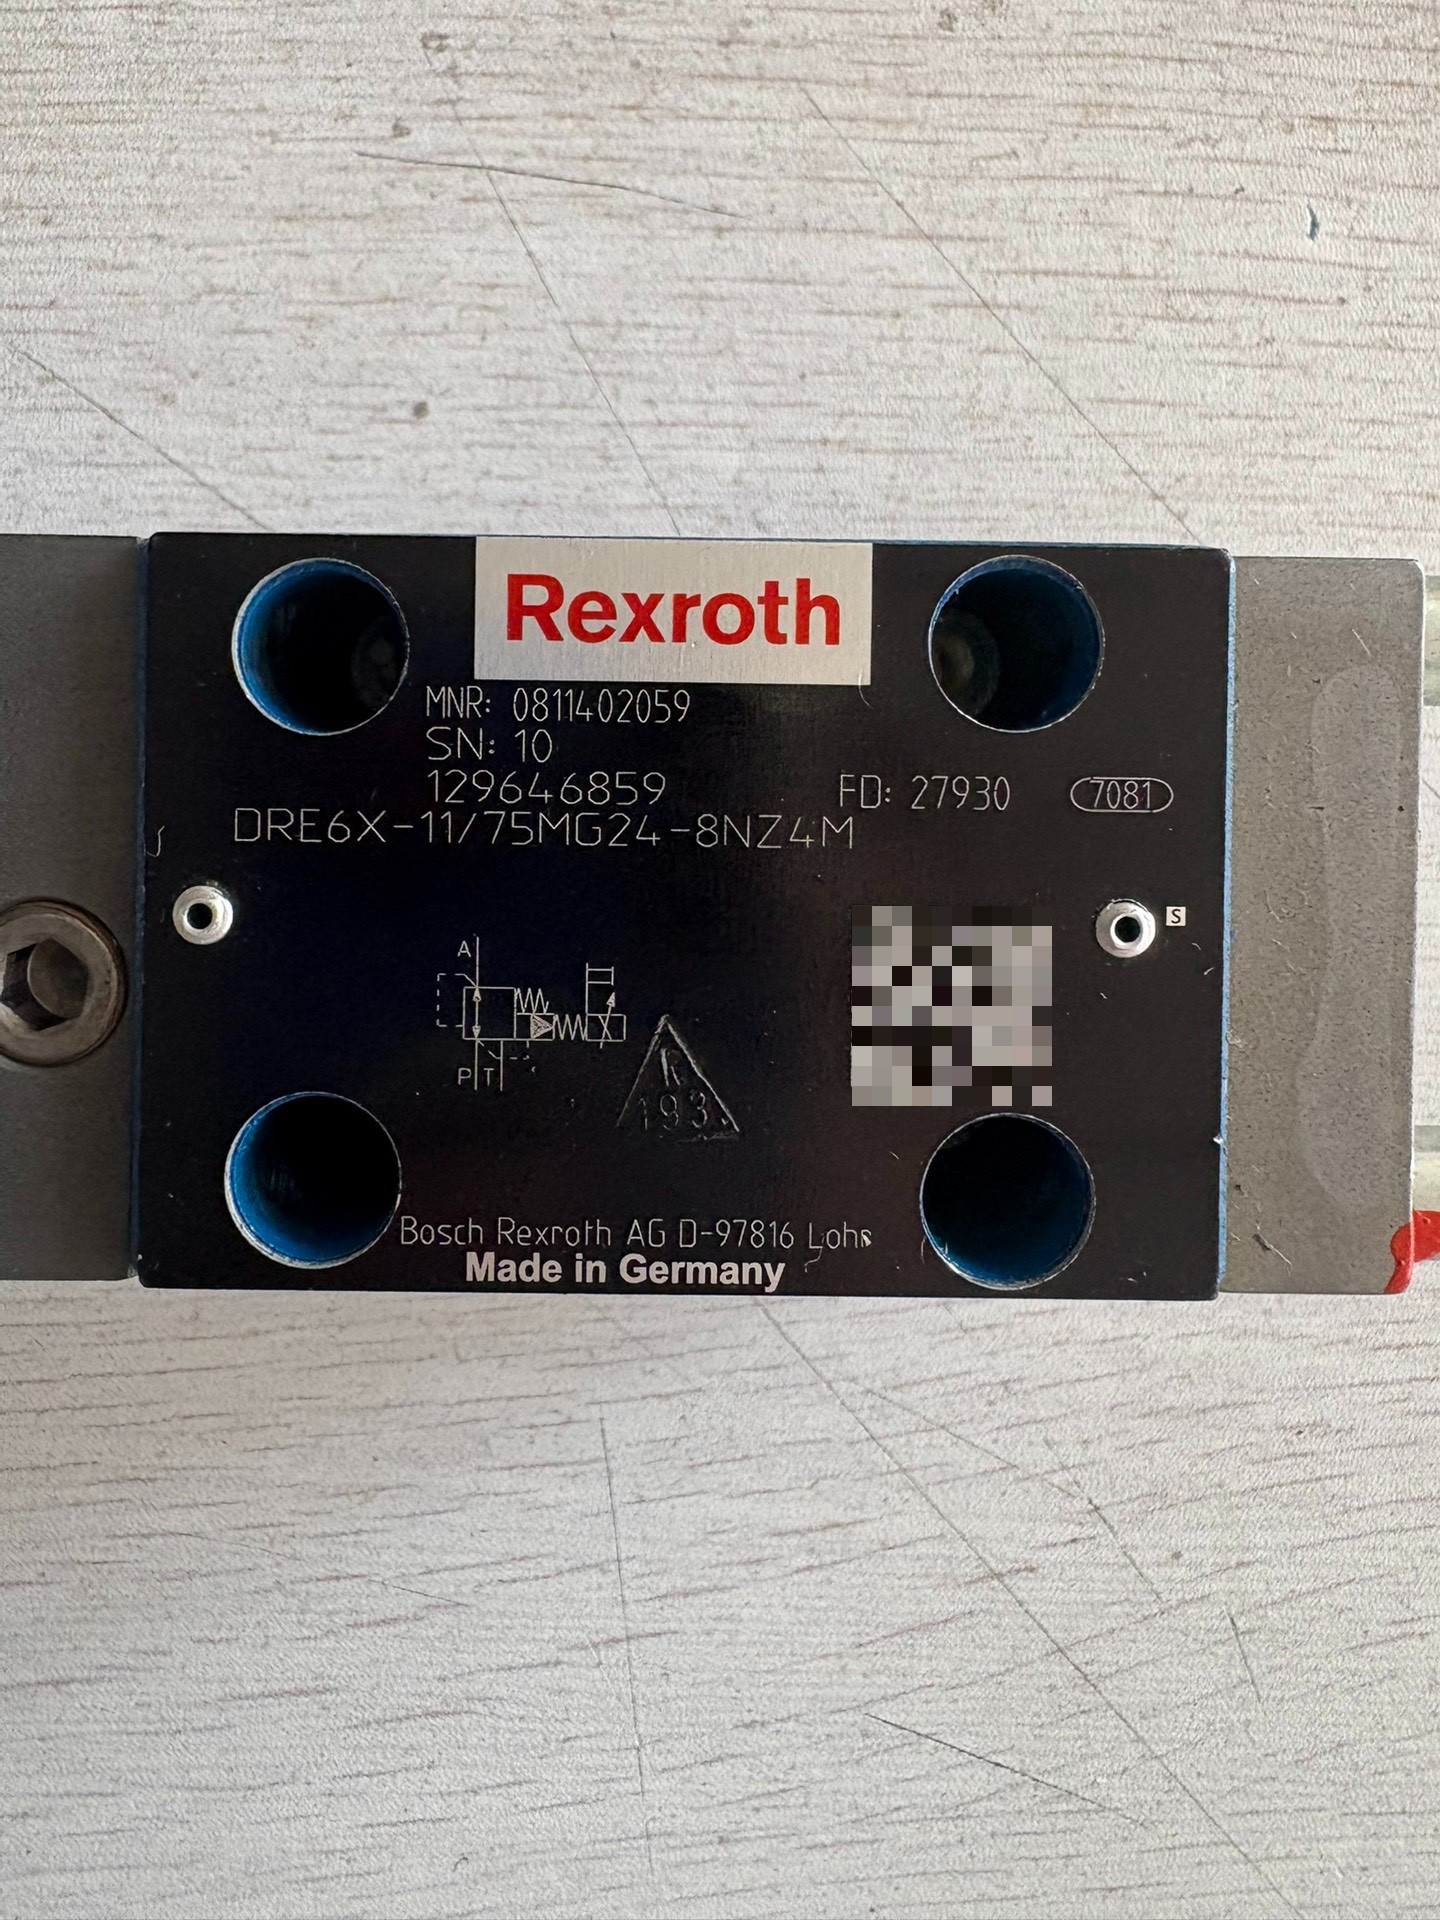 Rexroth
MNR: 0811402059
SN: 10
129646859
FD: 27930 7081
DRE6X-11/75MG24-8NZ4M
S
A
P T
R
193
Bosch Rexroth AG D-97816 Lohr
Made in Germany